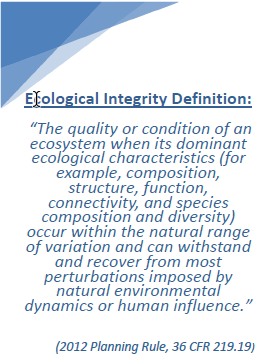 Ecological Integrity Definition:
“The quality or condition of an
ecosystem when its dominant
ecological characteristics (for
example, composition,
structure, function,
connectivity, and species
composition and diversity)
occur within the natural range
of variation and can withstand
and recover from most
perturbations imposed by
natural environmental
dynamics or human influence.”
(2012 Planning Rule, 36 CFR 219.19)